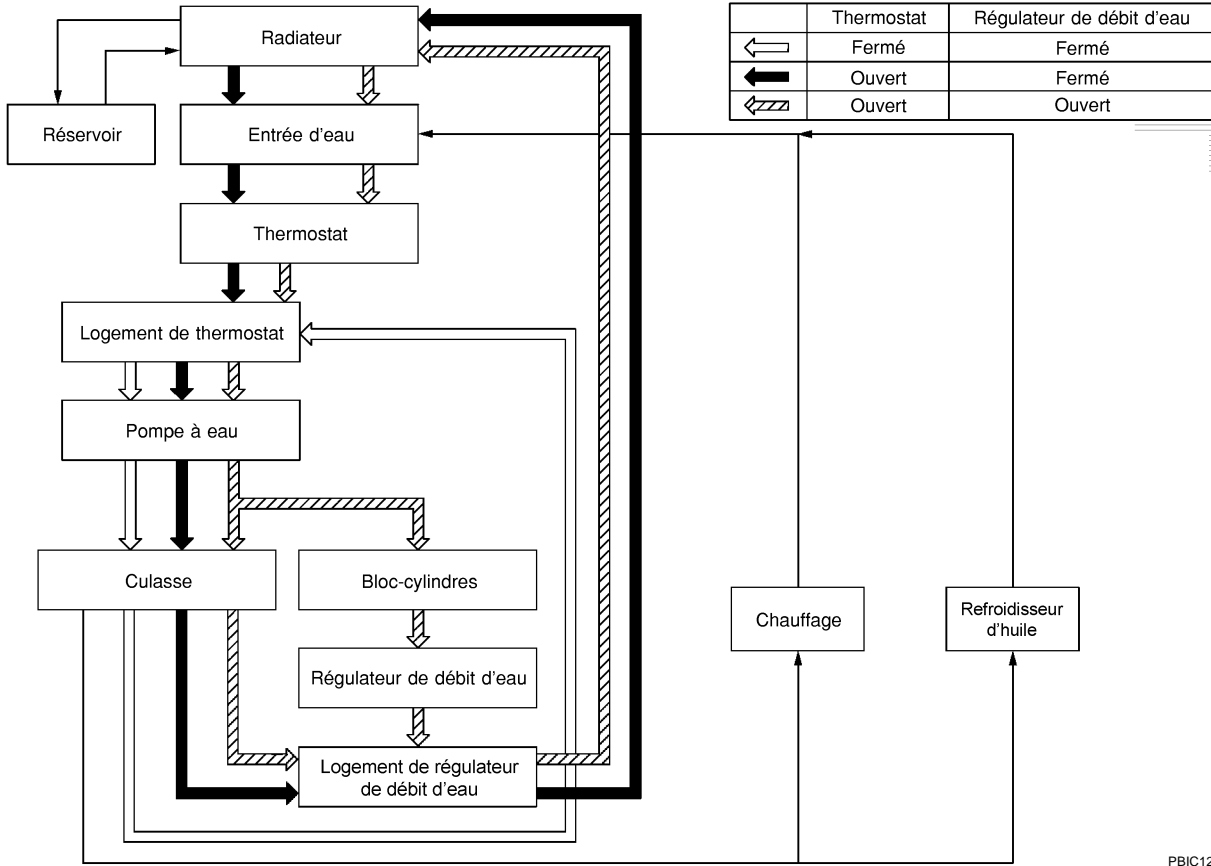 Thermostat
Régulateur de débit d'eau
Fermé
Fermé
Ouvert
Fermé
Ouvert
Ouvert
Radiateur
Réservoir
Entrée d'eau
Thermostat
Logement de thermostat
Pompe à eau
Culasse
Bloc-cylindres
Chauffage
Refroidisseur
d'huile
Régulateur de débit d'eau
Logement de régulateur
de débit d'eau
PBIC12